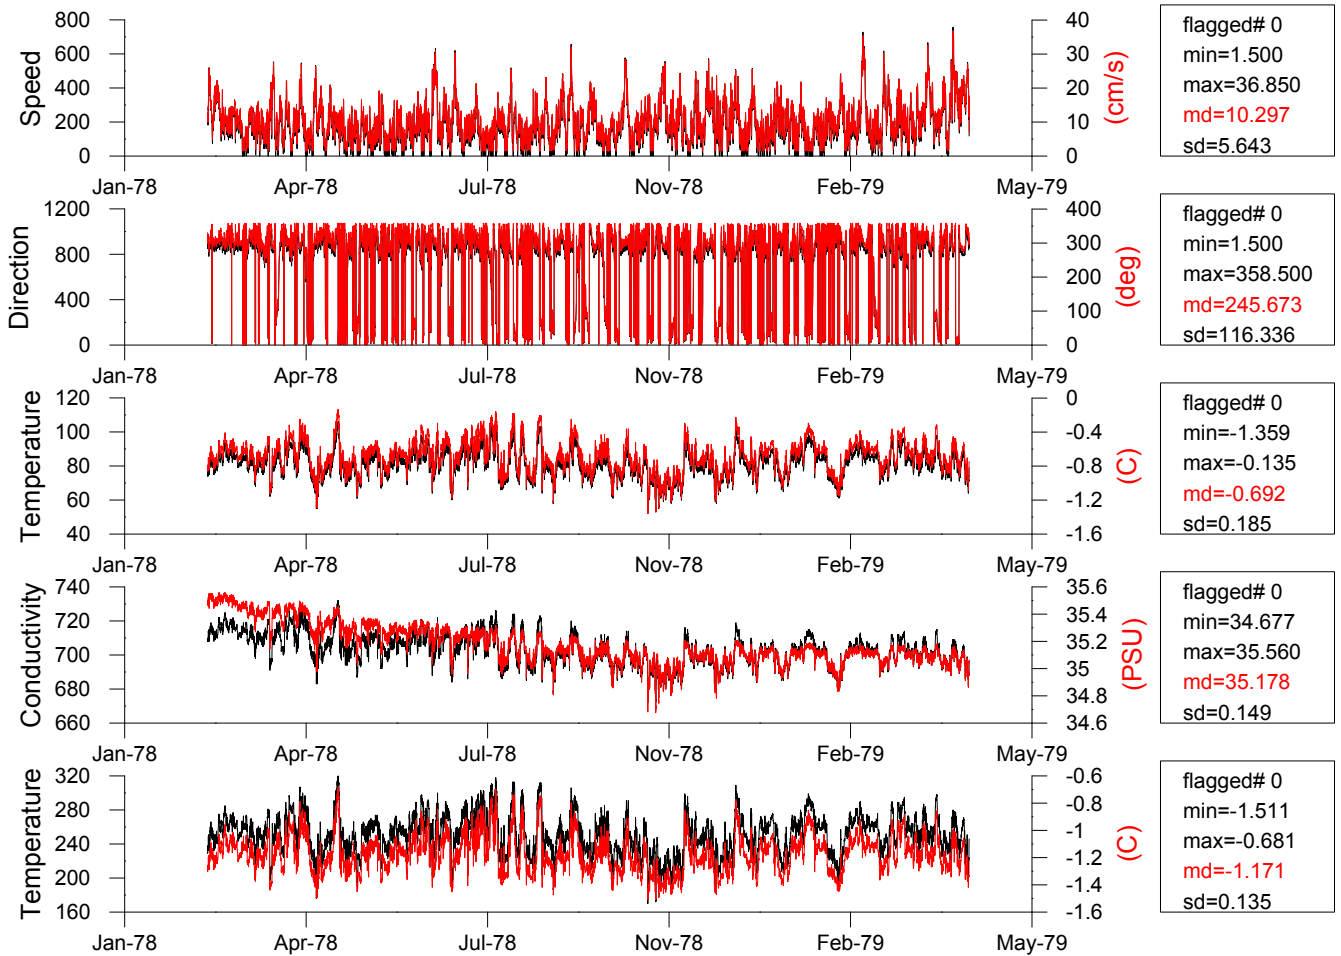 Speed
800
600
400
200
0
40
30
20
10
0
(cm/s)
Jan-78 Apr-78 Jul-78 Nov-78 Feb-79 May-79
flagged# 0
min=1.500
max=36.850
md=10.297
sd=5.643
Direction
1200
800
400
0
400
300
200
100
0
(deg)
Jan-78 Apr-78 Jul-78 Nov-78 Feb-79 May-79
flagged# 0
min=1.500
max=358.500
md=245.673
sd=116.336
Temperature
120
100
80
60
40
0
-0.4
-0.8
-1.2
-1.6
(C)
Jan-78 Apr-78 Jul-78 Nov-78 Feb-79 May-79
flagged# 0
min=-1.359
max=-0.135
md=-0.692
sd=0.185
Conductivity
740
720
700
680
660
35.6
35.4
35.2
35
34.8
34.6
(PSU)
Jan-78 Apr-78 Jul-78 Nov-78 Feb-79 May-79
flagged# 0
min=34.677
max=35.560
md=35.178
sd=0.149
Temperature
320
280
240
200
160
-0.6
-0.8
-1
-1.2
-1.4
-1.6
(C)
Jan-78 Apr-78 Jul-78 Nov-78 Feb-79 May-79
flagged# 0
min=-1.511
max=-0.681
md=-1.171
sd=0.135